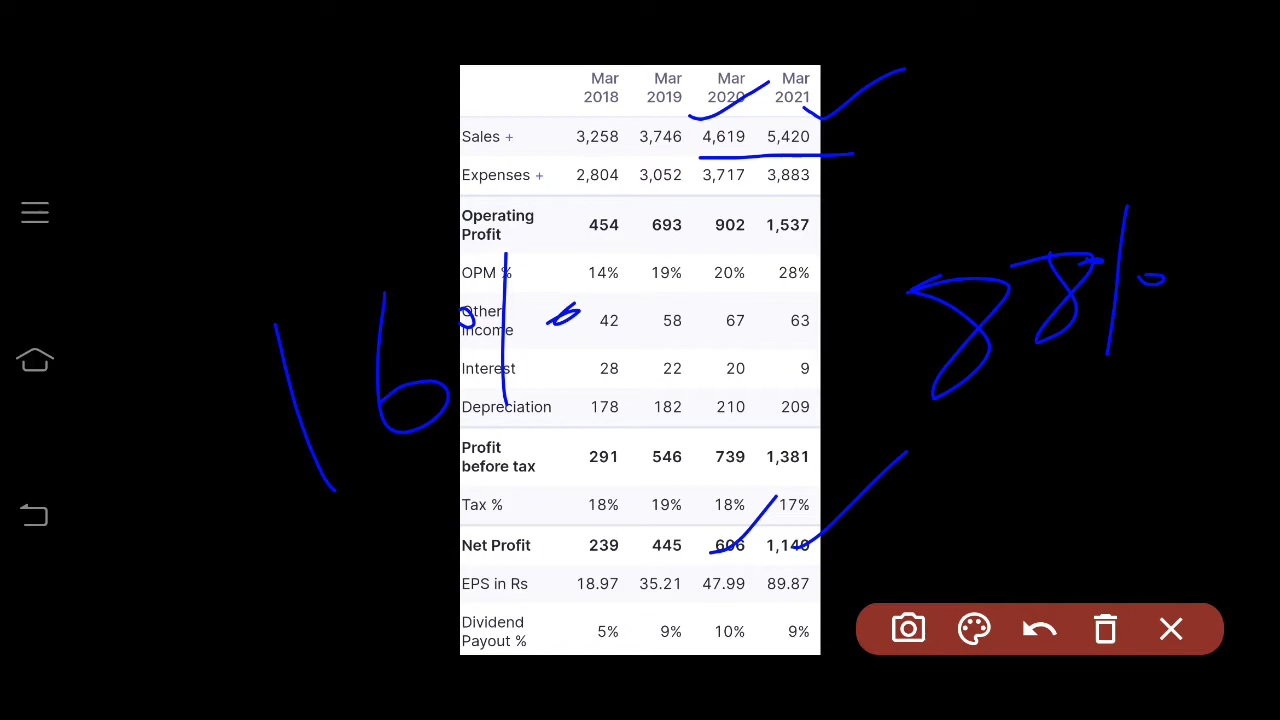 Mar 2018 Mar 2019 Mar 2020 Mar 2021
Sales + 3,258 3,746 4,619 5,420
Expenses + 2,804 3,052 3,717 3,883
Operating Profit 454 693 902 1,537
OPM % 14% 19% 20% 28%
Other Income 42 58 67 63
Interest 28 22 20 9
Depreciation 178 182 210 209
Profit before tax 291 546 739 1,381
Tax % 18% 19% 18% 17%
Net Profit 239 445 606 1,140
EPS in Rs 18.97 35.21 47.99 89.87
Dividend Payout % 5% 9% 10% 9%
16%
88%